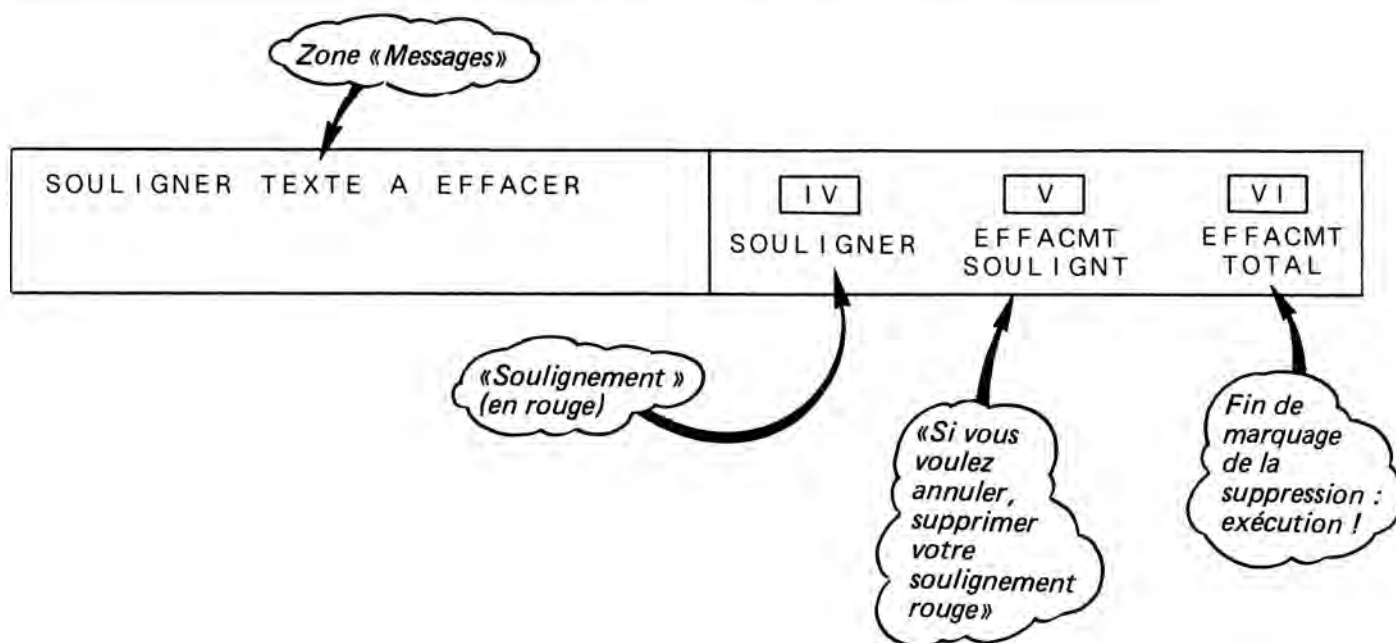 Zone «Messages»
SOULIGNER TEXTE A EFFACER
IV
SOULIGNER
V
EFFACMT
SOULIGNT
VI
EFFACMT
TOTAL
«Soulignement »
(en rouge)
«Si vous
voulez
annuler,
supprimer
votre
soulignement
rouge»
Fin de
marquage
de la
suppression :
exécution !